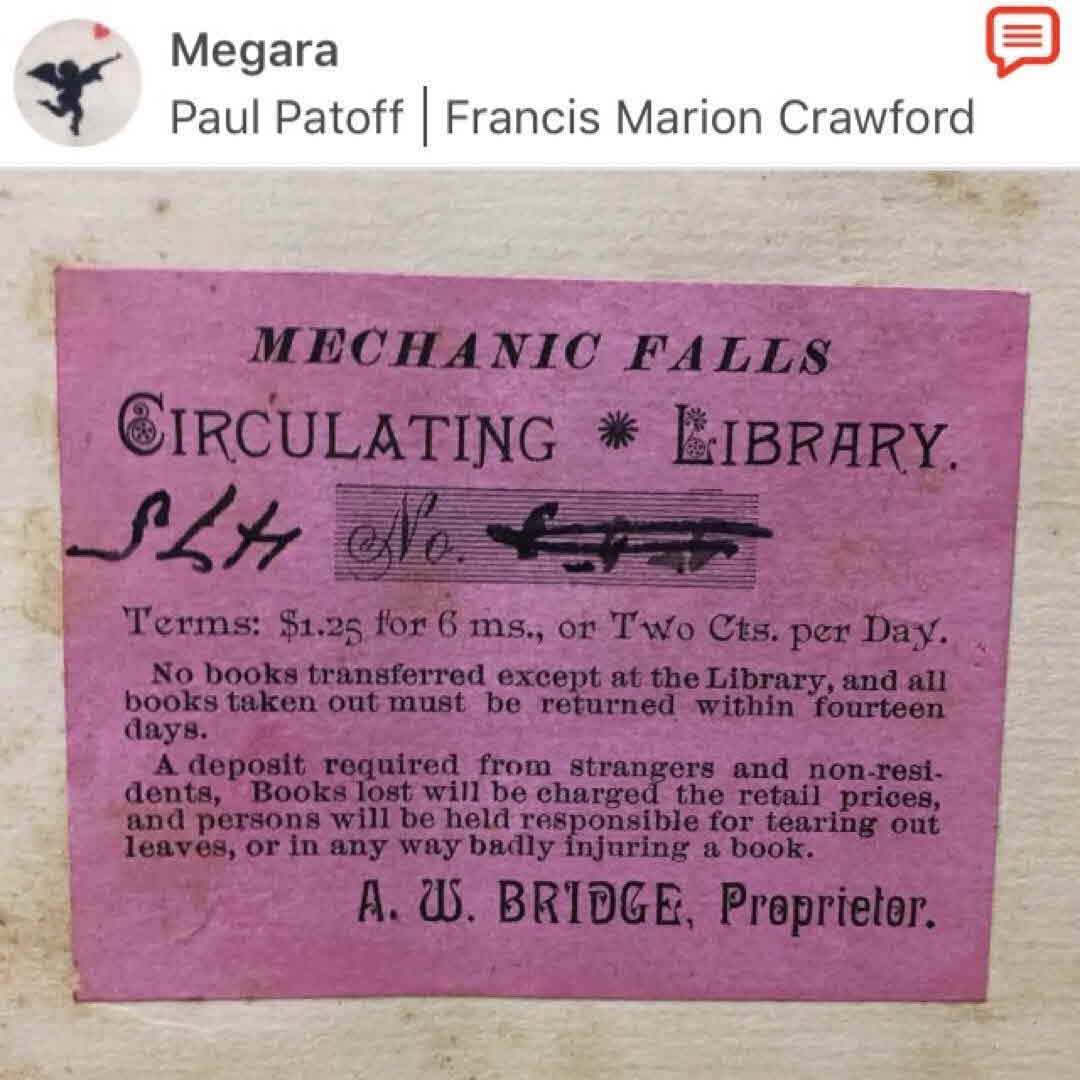 Megara
Paul Patoff | Francis Marion Crawford
MECHANIC FALLS
CIRCULATING * LIBRARY.
No.
Terms: $1.25 for 6 ms., or Two Cts. per Day.
No books transferred except at the Library, and all
books taken out must be returned within fourteen
days.
A deposit required from strangers and non-resi-
dents, Books lost will be charged the retail prices,
and persons will be held responsible for tearing out
leaves, or in any way badly injuring a book.
A. W. BRIDGE, Proprietor.